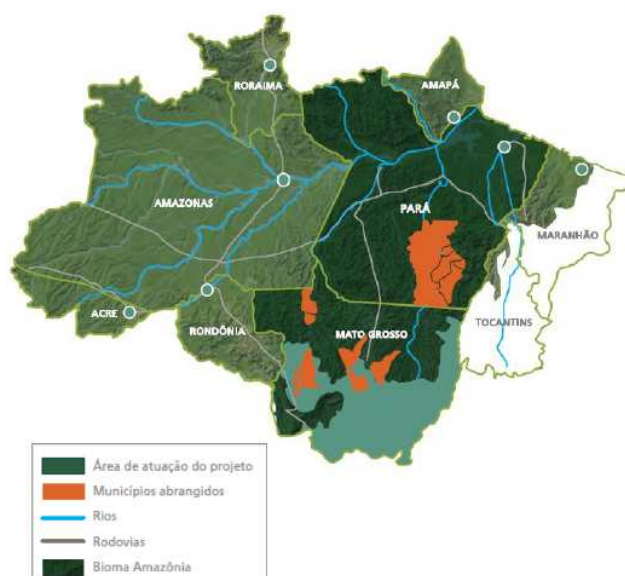 RORAIMA
AMAPÁ
AMAZONAS
PARÁ
MARANHÃO
ACRE
RONDÔNIA
MATO GROSSO
TOCANTINS
Área de atuação do projeto
Municípios abrangidos
Rios
Rodovias
Bioma Amazônia